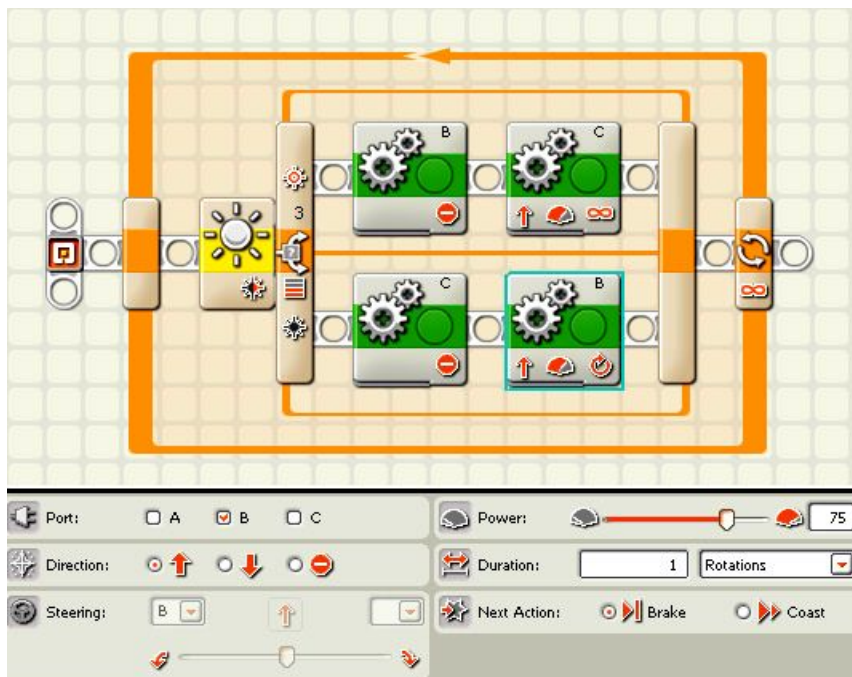 B C
3
C B
Port: A B C Power: 75
Direction: Duration: 1 Rotations
Steering: B Next Action: Brake Coast